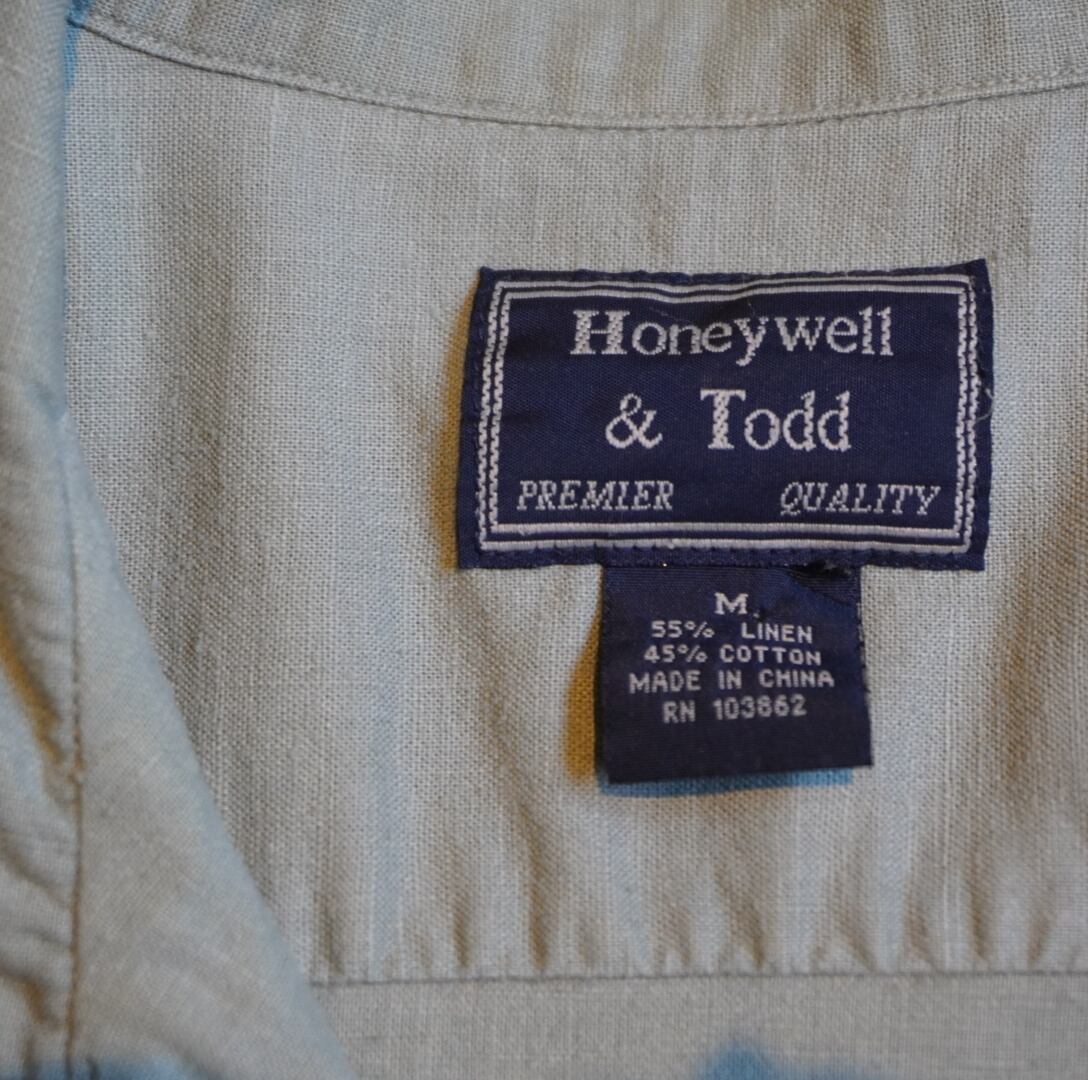 Honeywell
& Todd
PREMIER QUALITY
M
55% LINEN
45% COTTON
MADE IN CHINA
RN 103862